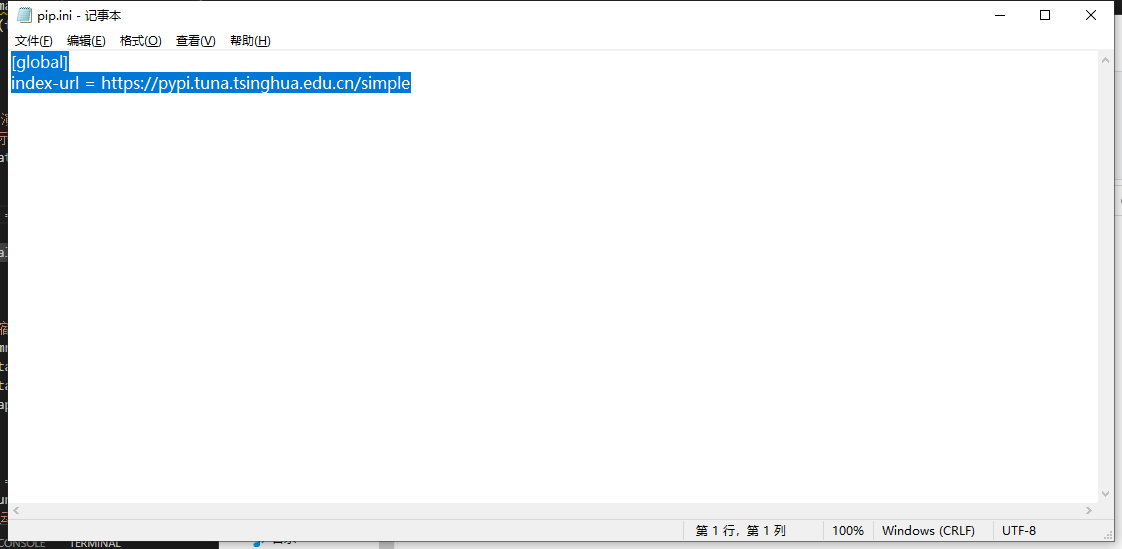 pip.ini - 记事本
文件(F) 编辑(E) 格式(O) 查看(V) 帮助(H)
[global]
index-url = https://pypi.tuna.tsinghua.edu.cn/simple
第 1 行，第 1 列 100% Windows (CRLF) UTF-8
CONSOLE TERMINAL